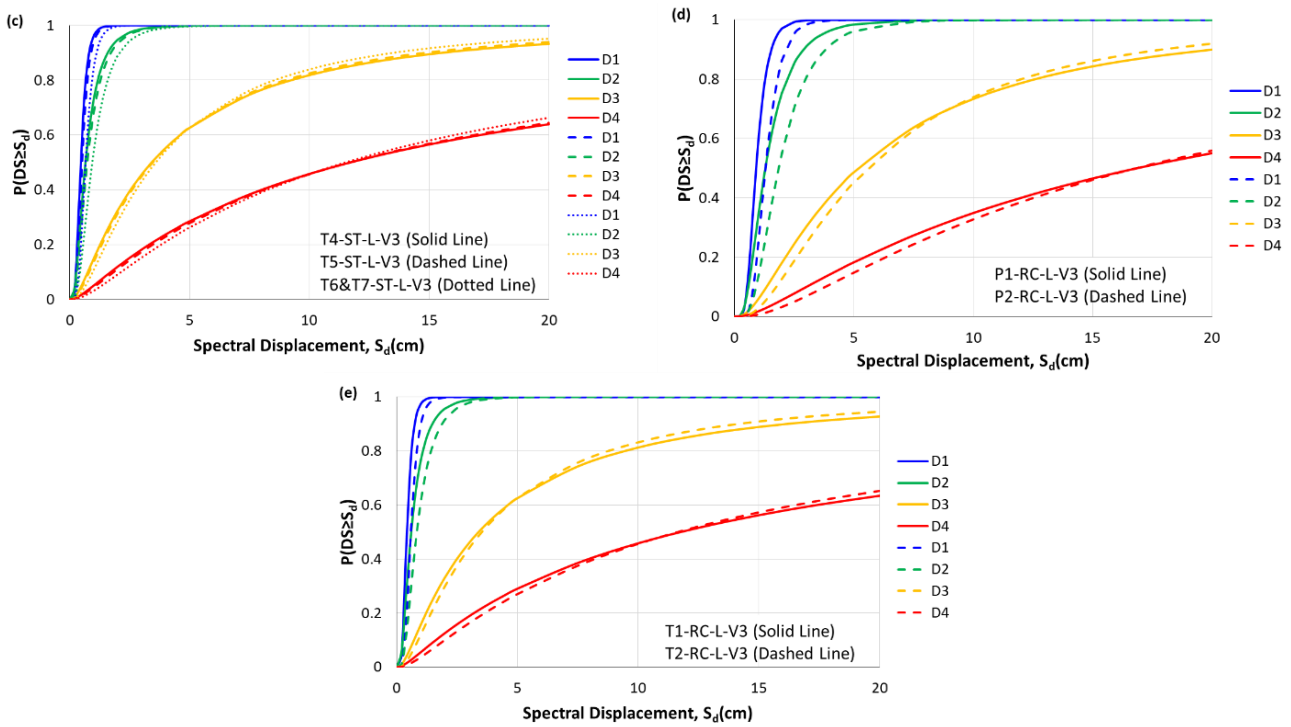 (c)
1
0.8
0.6
0.4
0.2
0
P(DS≥S_d)
0 5 10 15 20
Spectral Displacement, S_d(cm)
T4-ST-L-V3 (Solid Line)
T5-ST-L-V3 (Dashed Line)
T6&T7-ST-L-V3 (Dotted Line)
D1
D2
D3
D4
D1
D2
D3
D4
D1
D2
D3
D4
(d)
1
0.8
0.6
0.4
0.2
0
P(DS≥S_d)
0 5 10 15 20
Spectral Displacement, S_d(cm)
P1-RC-L-V3 (Solid Line)
P2-RC-L-V3 (Dashed Line)
D1
D2
D3
D4
D1
D2
D3
D4
(e)
1
0.8
0.6
0.4
0.2
0
P(DS≥S_d)
0 5 10 15 20
Spectral Displacement, S_d(cm)
T1-RC-L-V3 (Solid Line)
T2-RC-L-V3 (Dashed Line)
D1
D2
D3
D4
D1
D2
D3
D4